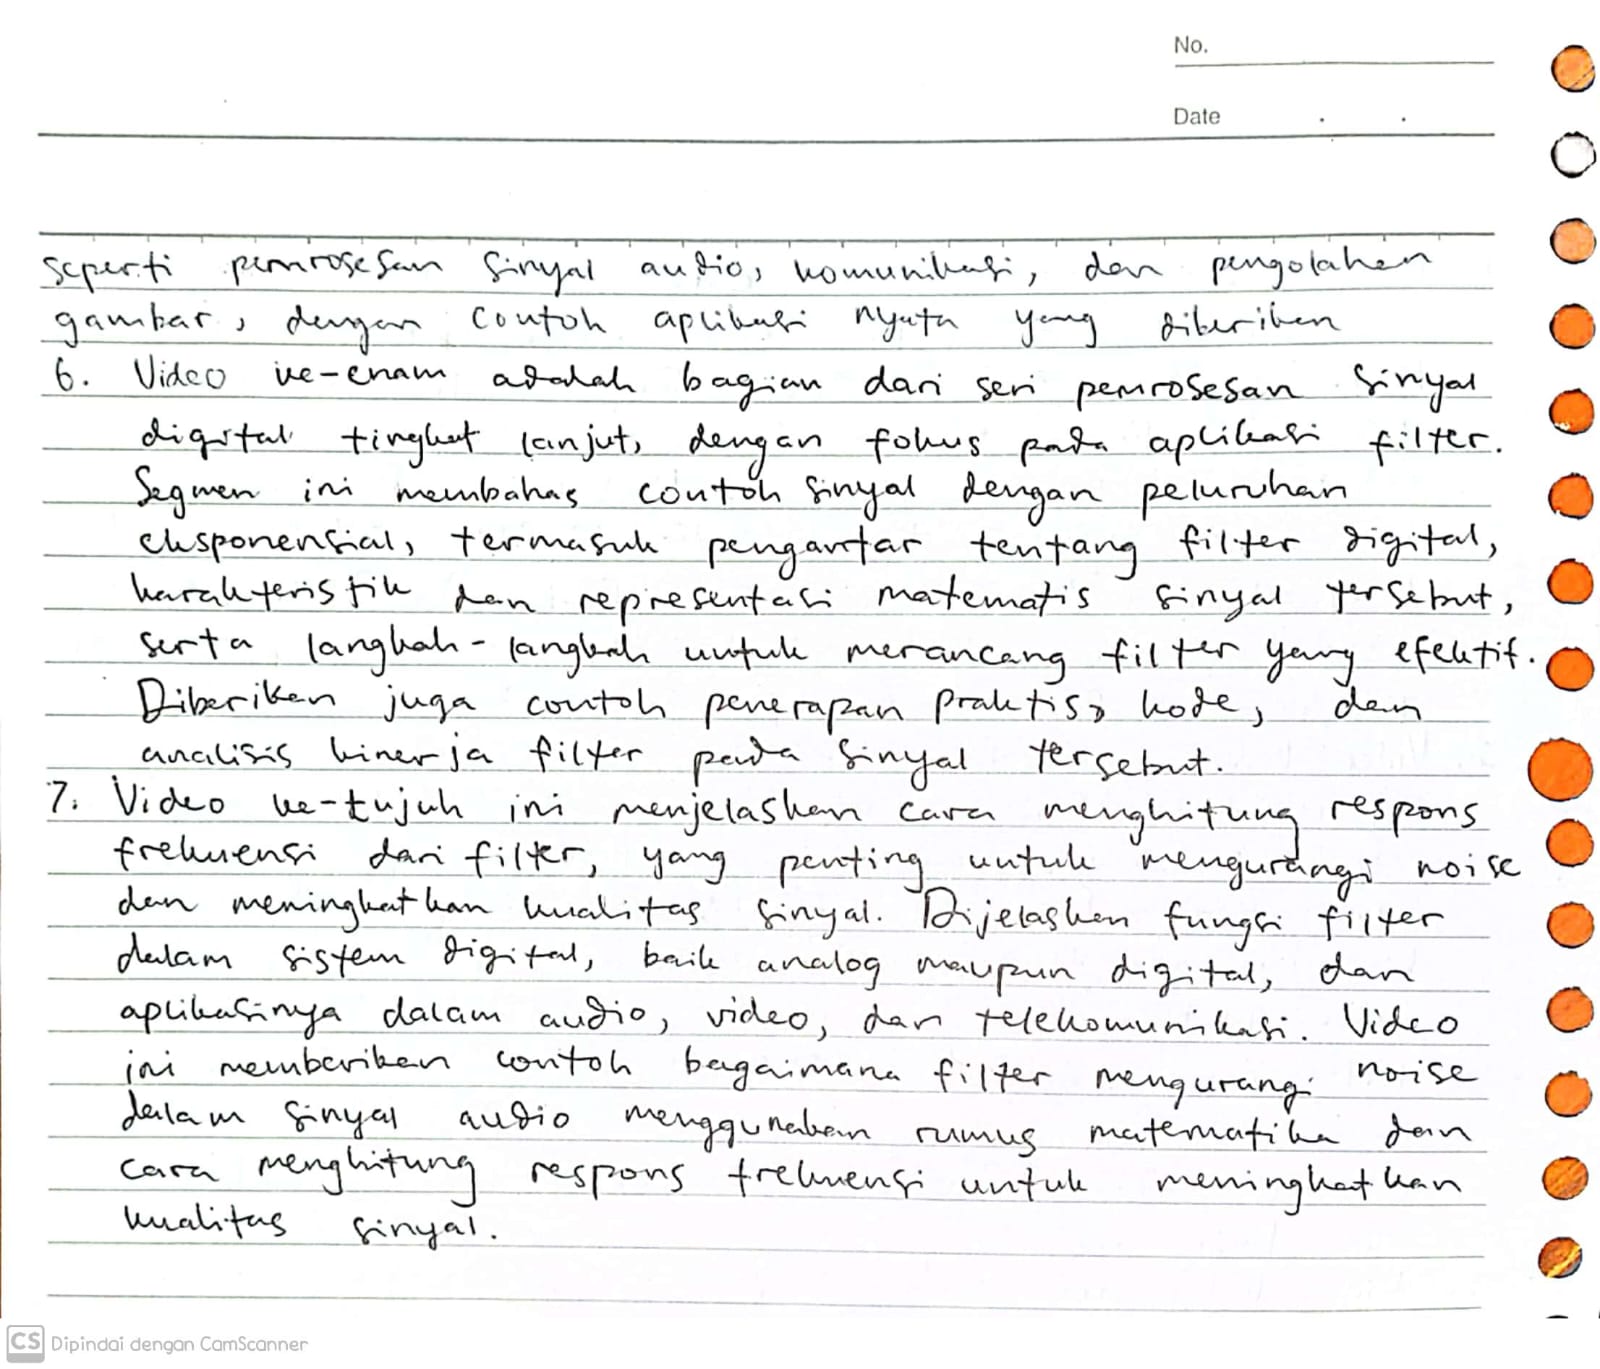 No.
Date . .
seperti pemrosesan sinyal audio, komunikasi, dan pengolahan
gambar, dengan contoh aplikasi nyata yang diberikan
6. Video ke-enam adalah bagian dari seri pemrosesan sinyal
digital tingkat lanjut, dengan fokus pada aplikasi filter.
Segmen ini membahas contoh sinyal dengan peluruhan
eksponensial, termasuk pengantar tentang filter digital,
karakteristik dan representasi matematis sinyal tersebut,
serta langkah-langkah untuk merancang filter yang efektif.
Diberikan juga contoh penerapan praktis, kode, dan
analisis kinerja filter pada sinyal tersebut.
7. Video ke-tujuh ini menjelaskan cara menghitung respons
frekuensi dari filter, yang penting untuk mengurangi noise
dan meningkatkan kualitas sinyal. Dijelaskan fungsi filter
dalam sistem digital, baik analog maupun digital, dan
aplikasinya dalam audio, video, dan telekomunikasi. Video
ini memberikan contoh bagaimana filter mengurangi noise
dalam sinyal audio menggunakan rumus matematika dan
cara menghitung respons frekuensi untuk meningkatkan
kualitas sinyal.
CS Dipindai dengan CamScanner